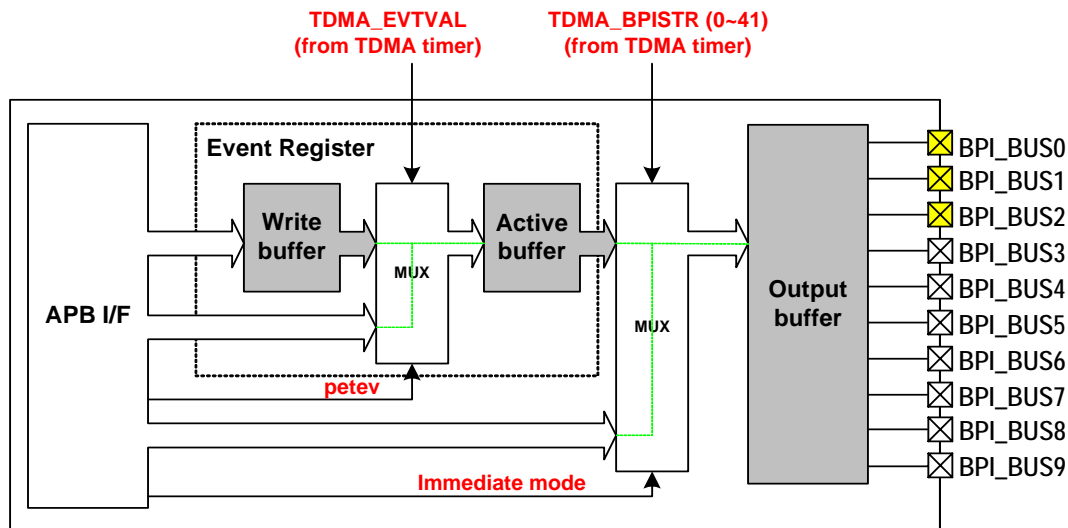 TDMA_EVTVAL
(from TDMA timer)
TDMA_BPISTR (0~41)
(from TDMA timer)
Event Register
Write
buffer
MUX
Active
buffer
MUX
APB I/F
petev
Immediate mode
Output
buffer
BPI_BUS0
BPI_BUS1
BPI_BUS2
BPI_BUS3
BPI_BUS4
BPI_BUS5
BPI_BUS6
BPI_BUS7
BPI_BUS8
BPI_BUS9